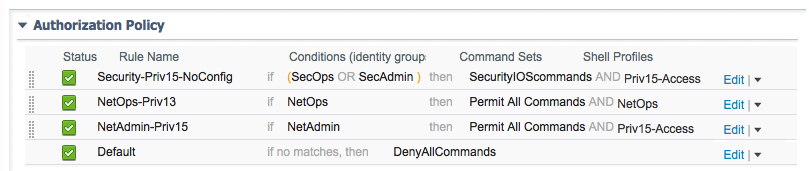 Authorization Policy
Status Rule Name Conditions (identity group: Command Sets Shell Profiles
Security-Priv15-NoConfig if (SecOps OR SecAdmin ) then SecurityIOScommands AND Priv15-Access Edit |
NetOps-Priv13 if NetOps then Permit All Commands AND NetOps Edit |
NetAdmin-Priv15 if NetAdmin then Permit All Commands AND Priv15-Access Edit |
Default if no matches, then DenyAllCommands Edit |